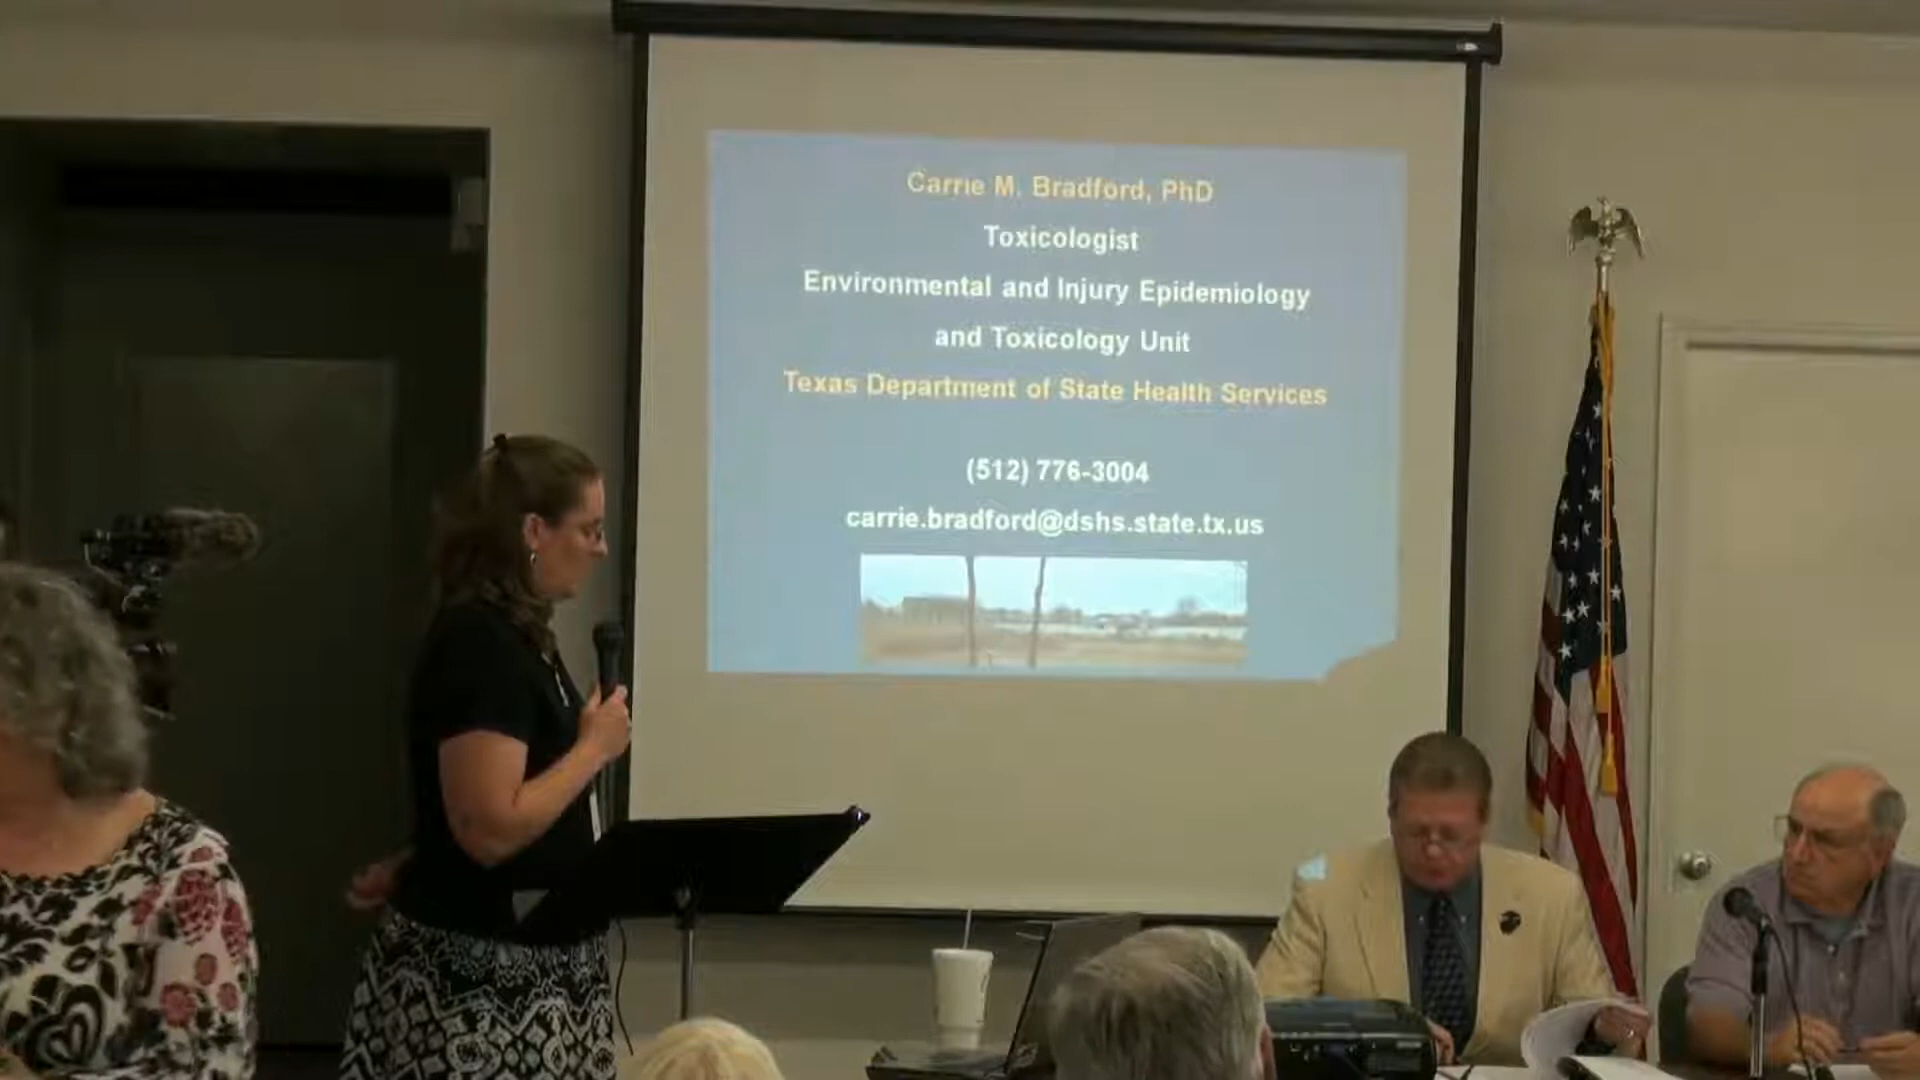 Carrie M. Bradford, PhD
Toxicologist
Environmental and Injury Epidemiology
and Toxicology Unit
Texas Department of State Health Services
(512) 776-3004
carrie.bradford@dshs.state.tx.us